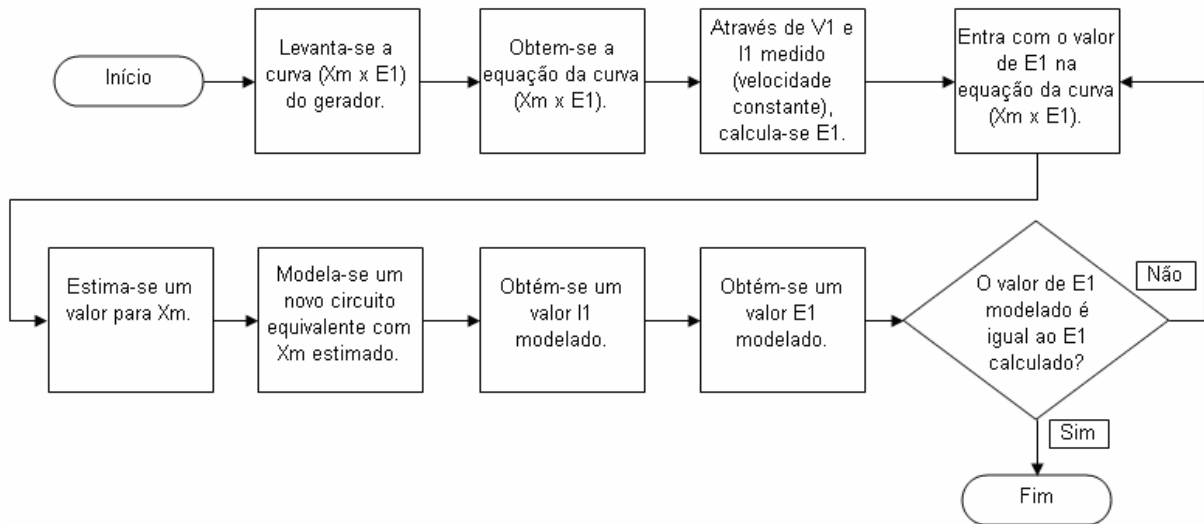 Início
Levanta-se a
curva (Xm x E1)
do gerador.
Obtem-se a
equação da curva
(Xm x E1).
Através de V1 e
I1 medido
(velocidade
constante),
calcula-se E1.
Entra com o valor
de E1 na
equação da curva
(Xm x E1).
Estima-se um
valor para Xm.
Modela-se um
novo circuito
equivalente com
Xm estimado.
Obtém-se um
valor I1
modelado.
Obtém-se um
valor E1
modelado.
O valor de E1
modelado é
igual ao E1
calculado?
Não
Sim
Fim